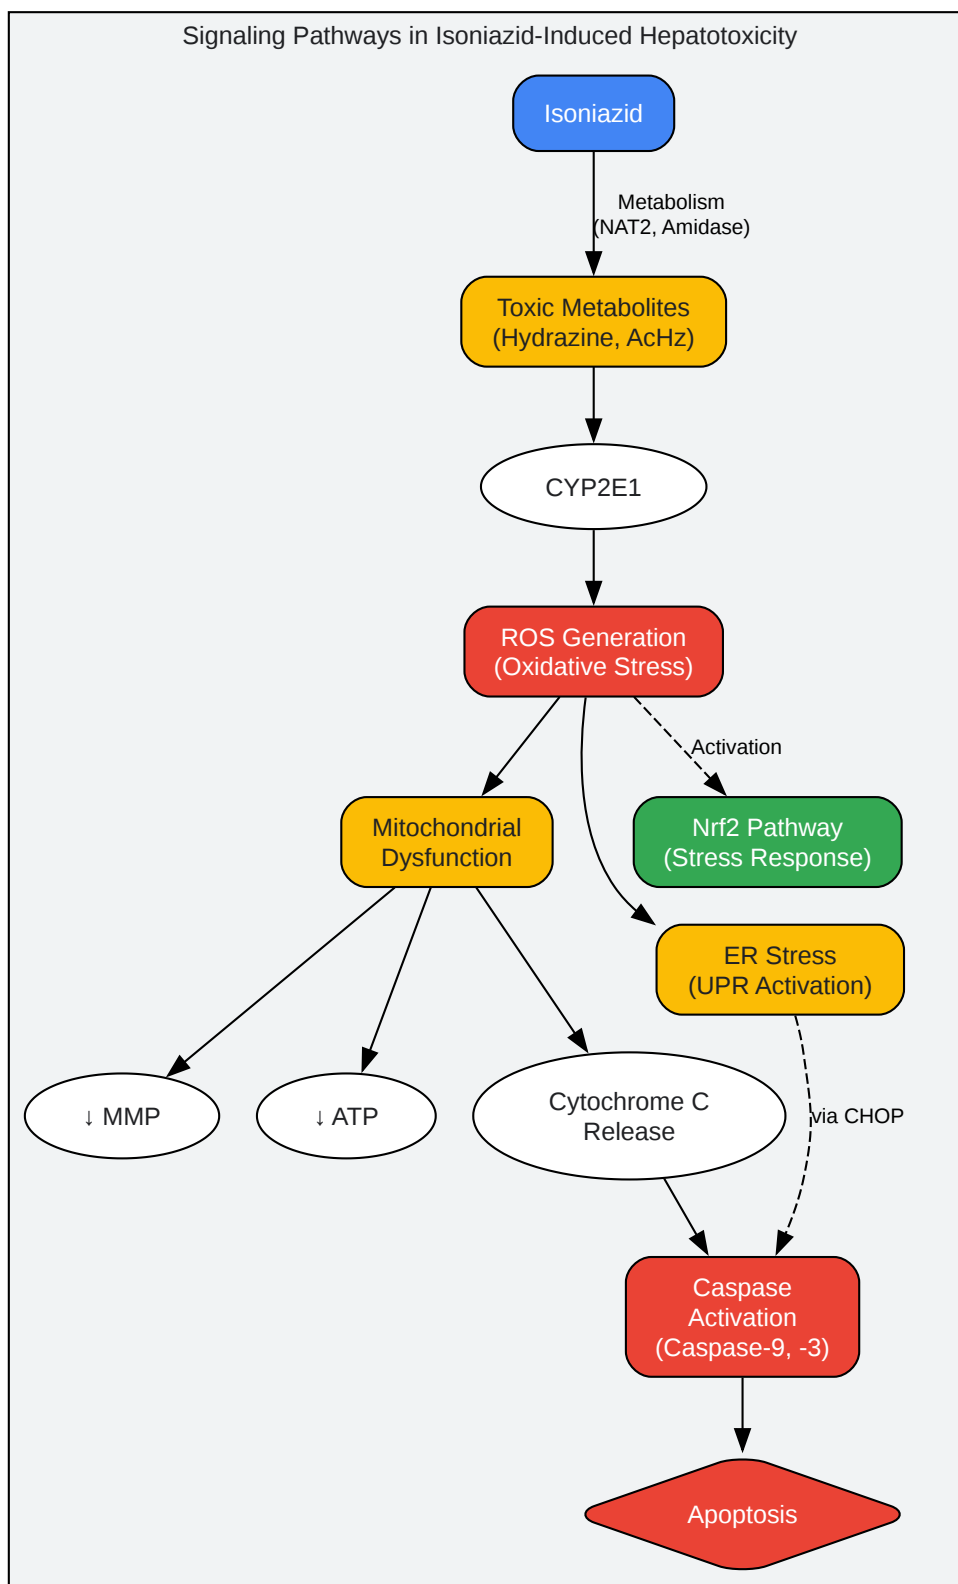 Signaling Pathways in Isoniazid-Induced Hepatotoxicity
Isoniazid
Metabolism
(NAT2, Amidase)
Toxic Metabolites
(Hydrazine, AcHz)
CYP2E1
ROS Generation
(Oxidative Stress)
Activation
Mitochondrial
Dysfunction
Nrf2 Pathway
(Stress Response)
ER Stress
(UPR Activation)
↓ MMP
↓ ATP
Cytochrome C
Release
via CHOP
Caspase
Activation
(Caspase-9, -3)
Apoptosis